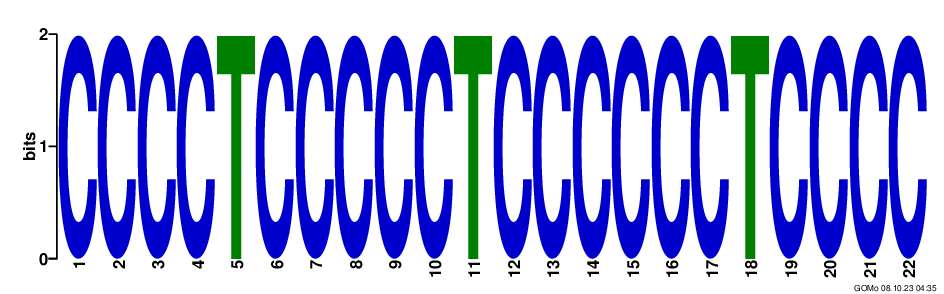 2
bits
1
0
CCCCTCCCCCTCCCCCCTCCCC
1 2 3 4 5 6 7 8 9 10 11 12 13 14 15 16 17 18 19 20 21 22
GOMo 08.10.23 04:35